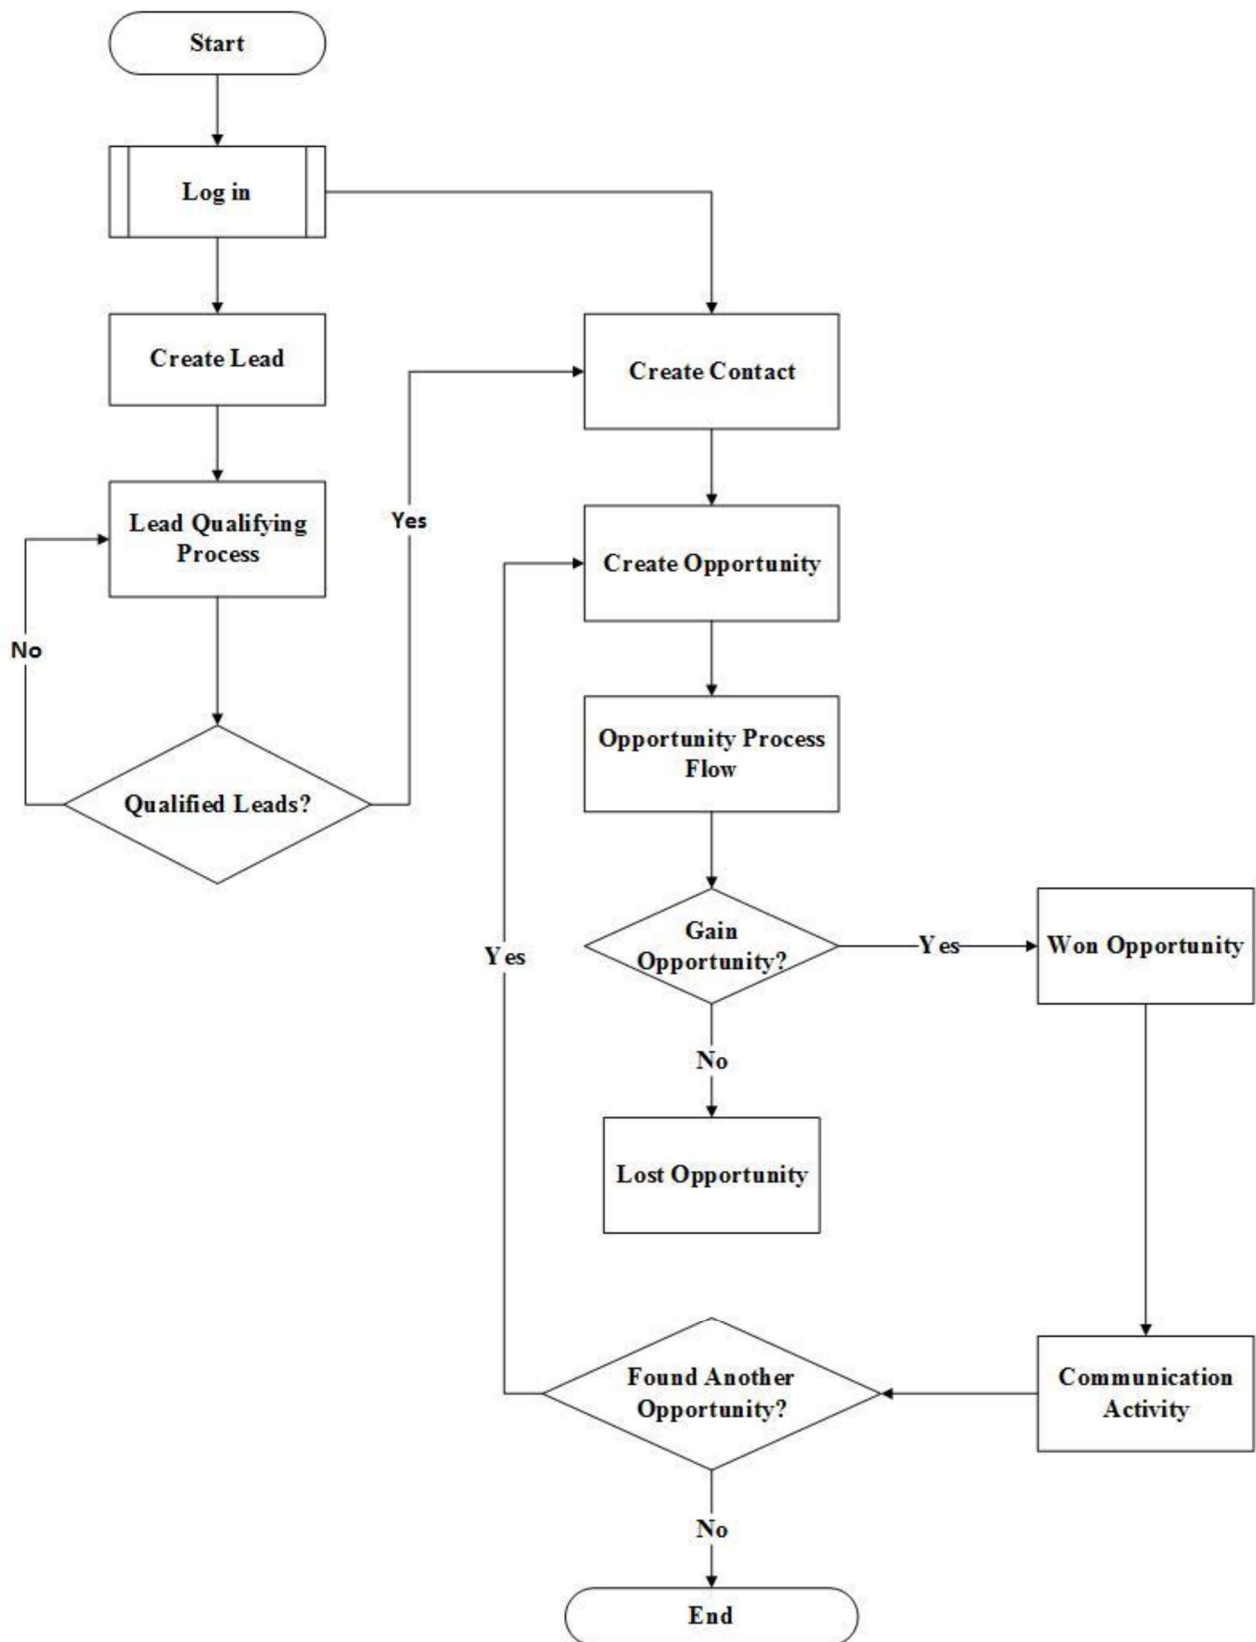 Start
Log in
Create Lead
Create Contact
Lead Qualifying
Process
Yes
Create Opportunity
No
Opportunity Process
Flow
Qualified Leads?
Gain
Opportunity?
Yes
Won Opportunity
Yes
No
Lost Opportunity
Found Another
Opportunity?
Communication
Activity
No
End